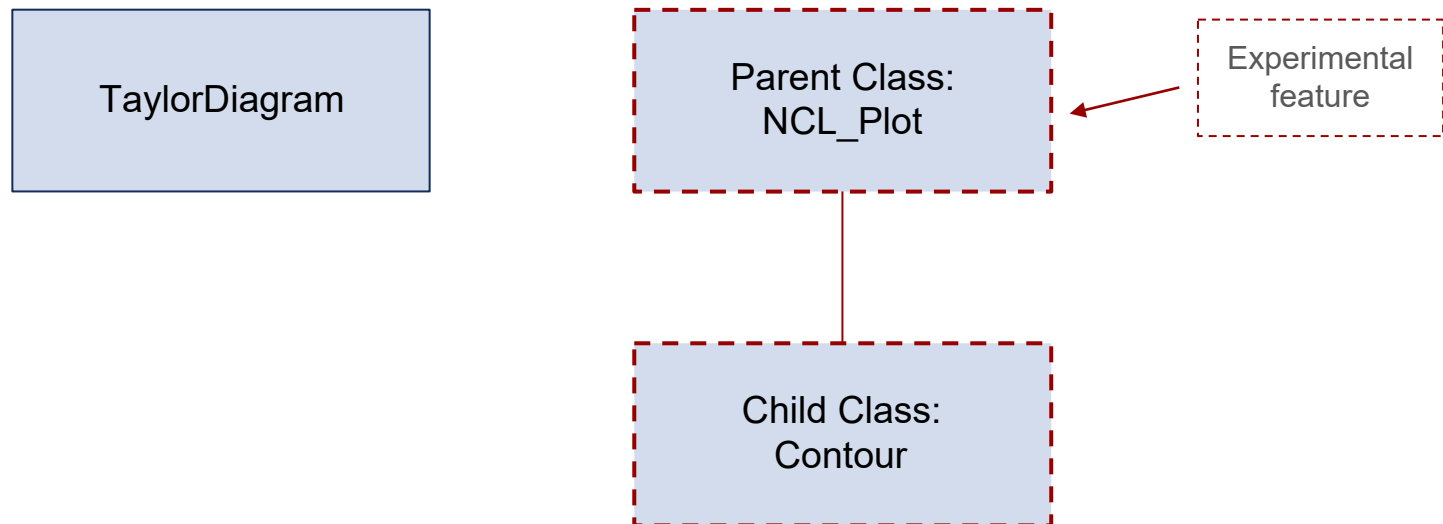 TaylorDiagram
Parent Class:
NCL_Plot
Experimental
feature
Child Class:
Contour